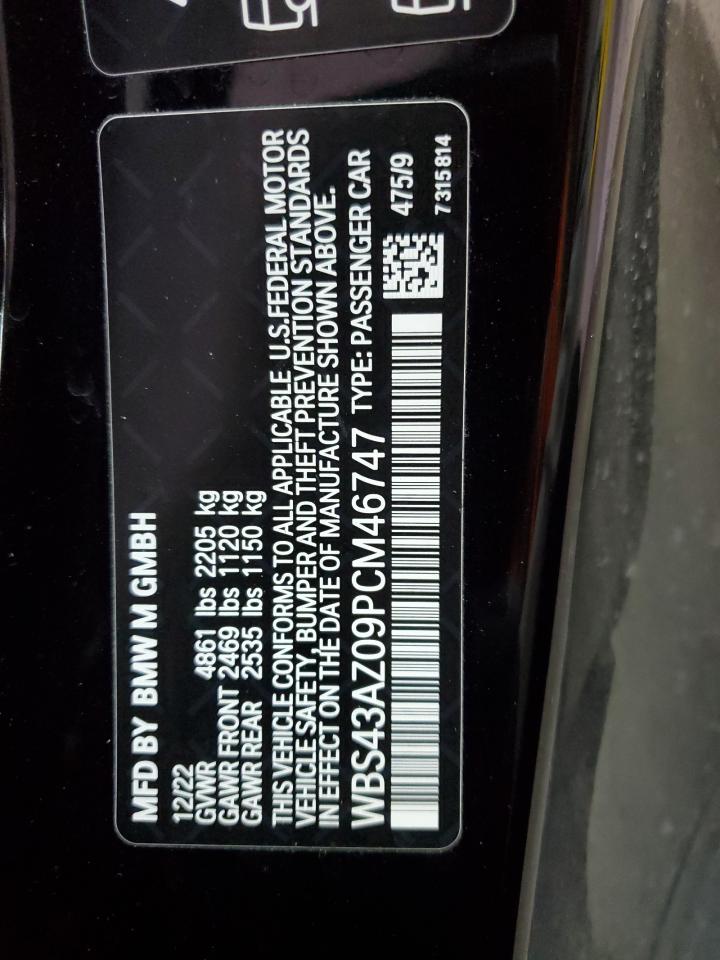 MFD BY BMW M GMBH
12/22
GVWR 4861 lbs 2205 kg
GAWR FRONT 2469 lbs 1120 kg
GAWR REAR 2535 lbs 1150 kg
THIS VEHICLE CONFORMS TO ALL APPLICABLE U.S.FEDERAL MOTOR
VEHICLE SAFETY, BUMPER AND THEFT PREVENTION STANDARDS
IN EFFECT ON THE DATE OF MANUFACTURE SHOWN ABOVE.
WBS43AZ09PCM46747 TYPE: PASSENGER CAR
475/9
7 315 814